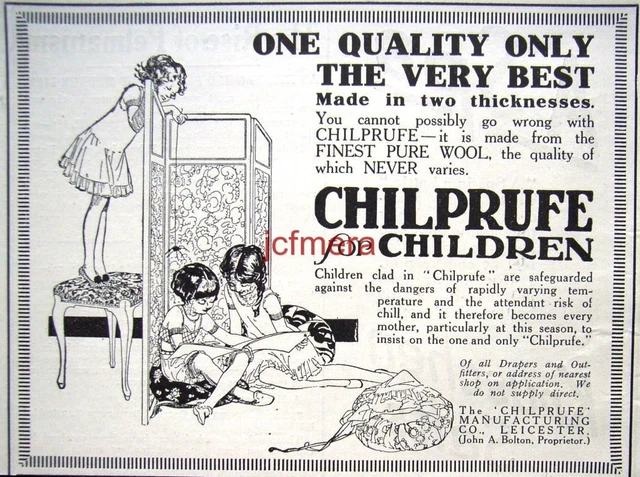 ONE QUALITY ONLY
THE VERY BEST
Made in two thicknesses.
You cannot possibly go wrong with
CHILPRUFE—it is made from the
FINEST PURE WOOL, the quality of
which NEVER varies.
CHILPRUFE
for CHILDREN
jcfmera
Children clad in "Chilprufe" are safeguarded
against the dangers of rapidly varying tem-
perature and the attendant risk of
chill, and it therefore becomes every
mother, particularly at this season, to
insist on the one and only "Chilprufe."
Of all Drapers and Out-
fitters, or address of nearest
shop on application. We
do not supply direct.
The 'CHILPRUFE'
MANUFACTURING
CO., LEICESTER.
(John A. Bolton, Proprietor.)